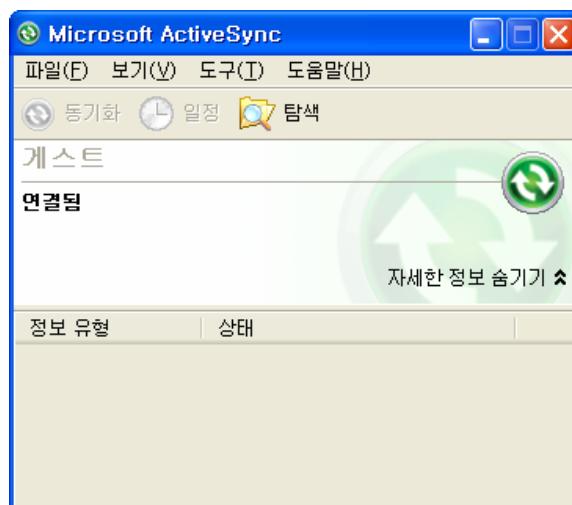 Microsoft ActiveSync
파일(F) 보기(V) 도구(T) 도움말(H)
동기화 일정 탐색
게스트
연결됨
자세한 정보 숨기기
정보 유형 상태